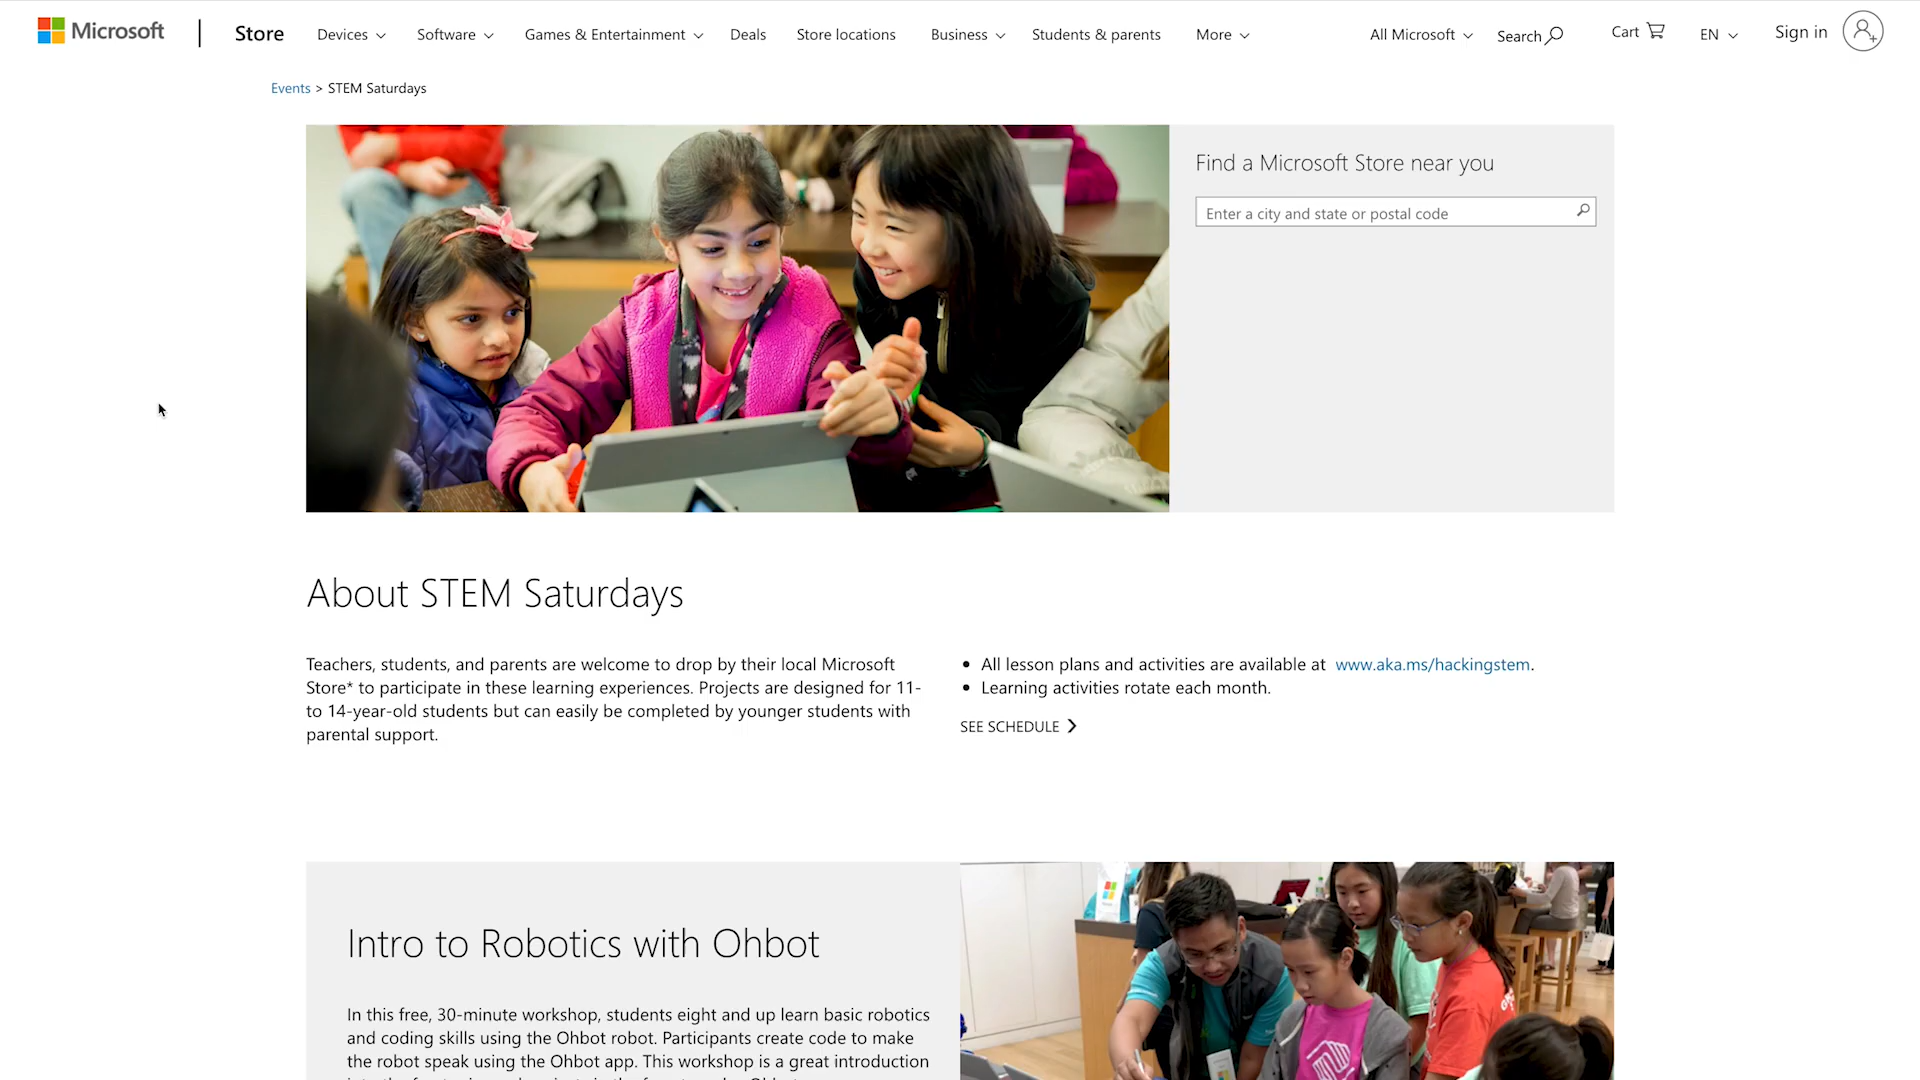 Microsoft
Store
Devices
Software
Games & Entertainment
Deals
Store locations
Business
Students & parents
More
All Microsoft
Search
Cart
EN
Sign in
Events > STEM Saturdays
Find a Microsoft Store near you
Enter a city and state or postal code
About STEM Saturdays
Teachers, students, and parents are welcome to drop by their local Microsoft
Store* to participate in these learning experiences. Projects are designed for 11-
to 14-year-old students but can easily be completed by younger students with
parental support.
• All lesson plans and activities are available at www.aka.ms/hackingstem.
• Learning activities rotate each month.
SEE SCHEDULE
Intro to Robotics with Ohbot
In this free, 30-minute workshop, students eight and up learn basic robotics
and coding skills using the Ohbot robot. Participants create code to make
the robot speak using the Ohbot app. This workshop is a great introduction